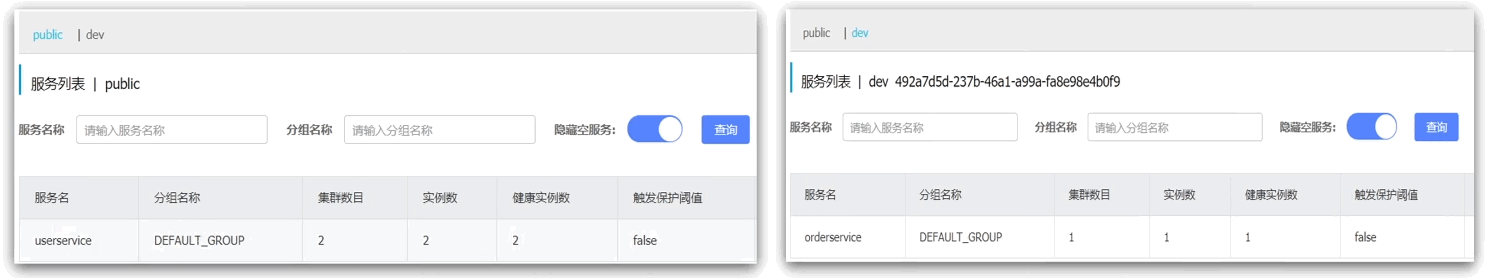 public | dev
服务列表 | public
服务名称 请输入服务名称 分组名称 请输入分组名称 隐藏空服务: 查询
服务名 分组名称 集群数目 实例数 健康实例数 触发保护阈值
userservice DEFAULT_GROUP 2 2 2 false
public | dev
服务列表 | dev 492a7d5d-237b-46a1-a99a-fa8e98e4b0f9
服务名称 请输入服务名称 分组名称 请输入分组名称 隐藏空服务: 查询
服务名 分组名称 集群数目 实例数 健康实例数 触发保护阈值
orderservice DEFAULT_GROUP 1 1 1 false